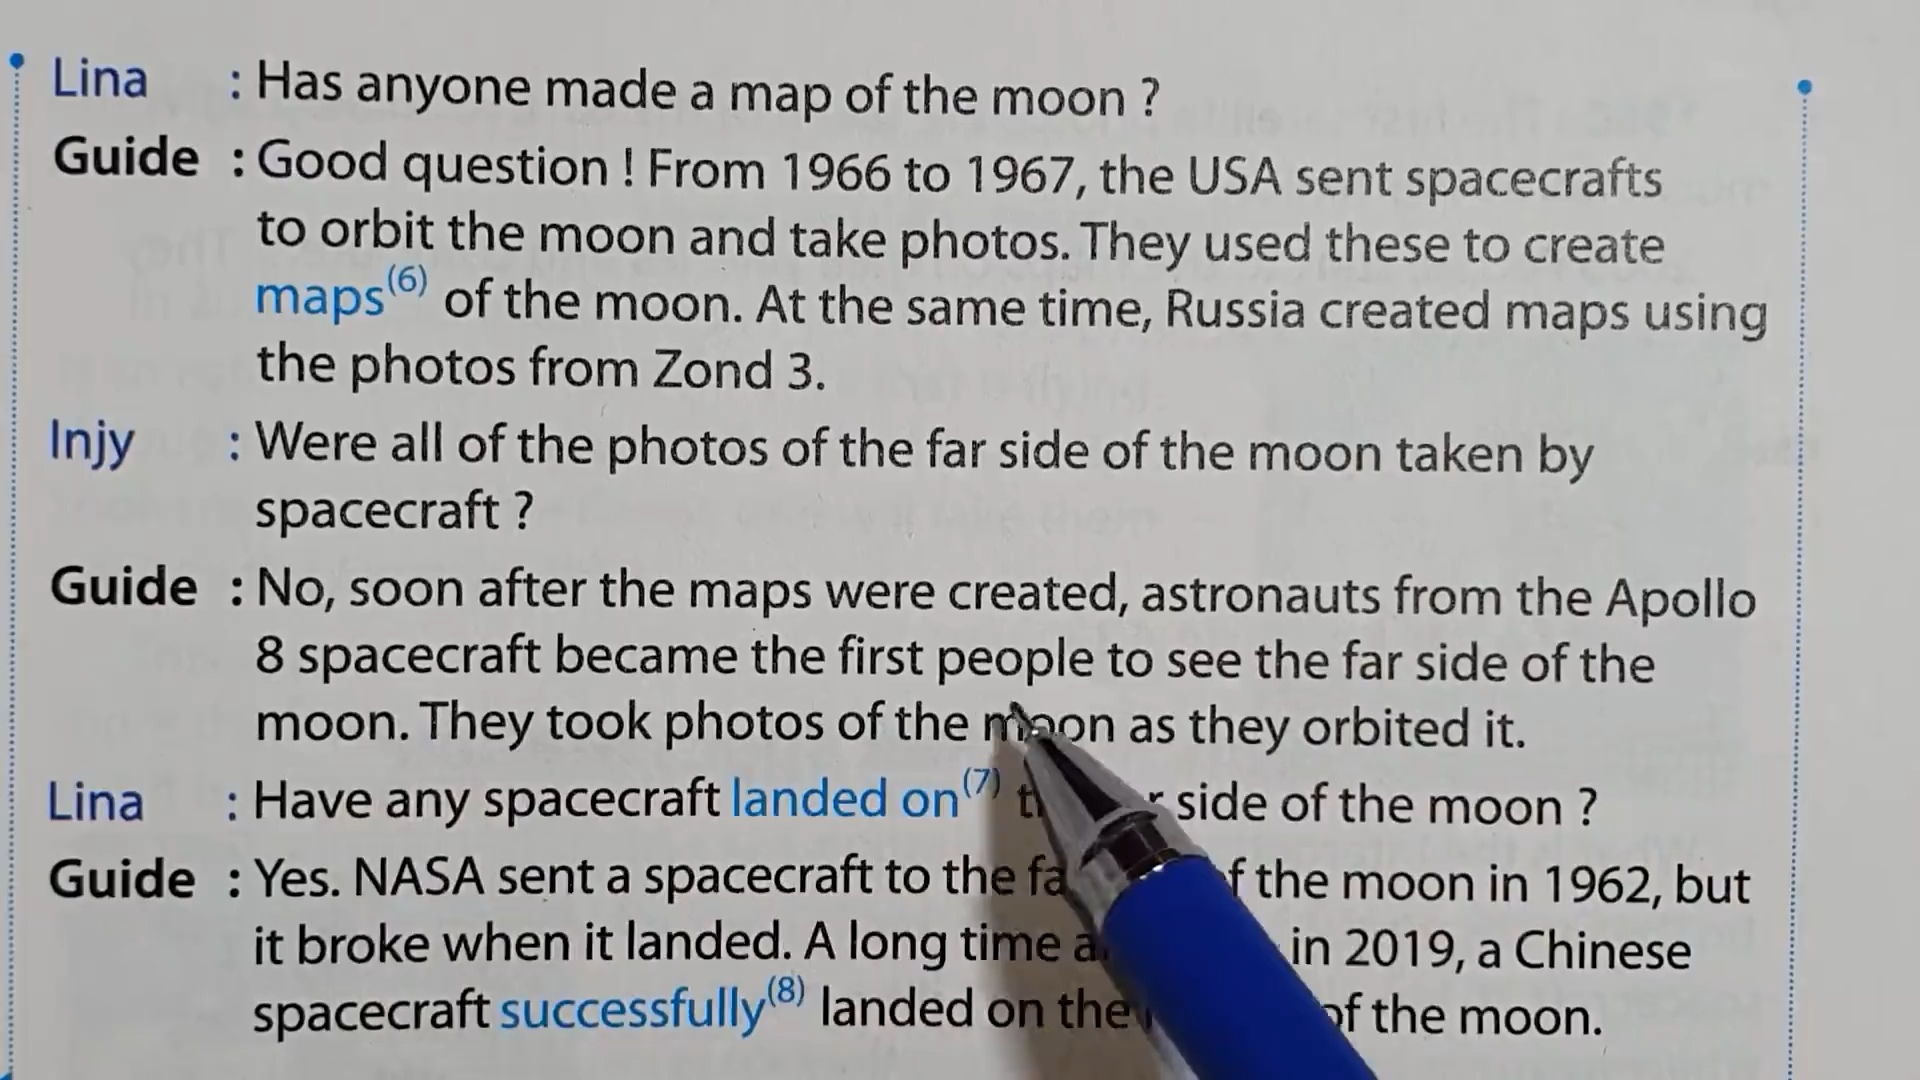 Lina : Has anyone made a map of the moon ?
Guide : Good question ! From 1966 to 1967, the USA sent spacecrafts
to orbit the moon and take photos. They used these to create
maps(6) of the moon. At the same time, Russia created maps using
the photos from Zond 3.
Injy : Were all of the photos of the far side of the moon taken by
spacecraft ?
Guide : No, soon after the maps were created, astronauts from the Apollo
8 spacecraft became the first people to see the far side of the
moon. They took photos of the moon as they orbited it.
Lina : Have any spacecraft landed on(7) side of the moon ?
Guide : Yes. NASA sent a spacecraft to the of the moon in 1962, but
it broke when it landed. A long time in 2019, a Chinese
spacecraft successfully(8) landed on the of the moon.